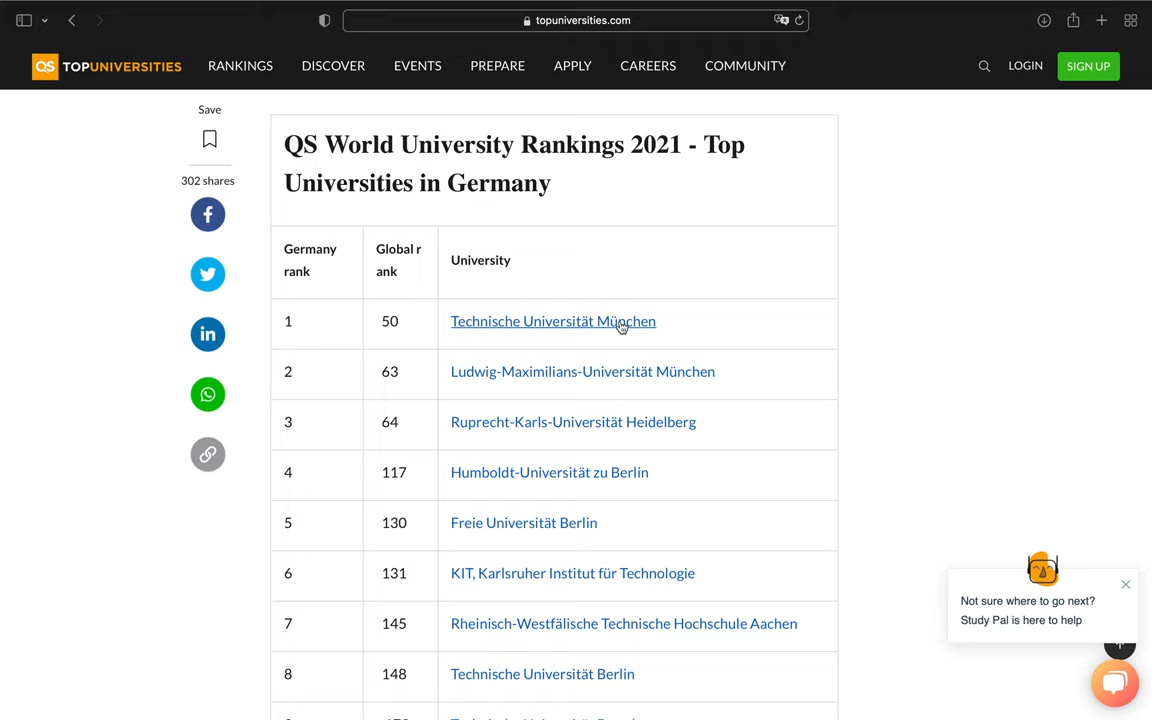 topuniversities.com
QS TOPUNIVERSITIES RANKINGS DISCOVER EVENTS PREPARE APPLY CAREERS COMMUNITY LOGIN SIGN UP
Save
302 shares
QS World University Rankings 2021 - Top
Universities in Germany
Germany
rank
Global r
ank
University
1 50 Technische Universität München
2 63 Ludwig-Maximilians-Universität München
3 64 Ruprecht-Karls-Universität Heidelberg
4 117 Humboldt-Universität zu Berlin
5 130 Freie Universität Berlin
6 131 KIT, Karlsruher Institut für Technologie
7 145 Rheinisch-Westfälische Technische Hochschule Aachen
8 148 Technische Universität Berlin
Not sure where to go next?
Study Pal is here to help